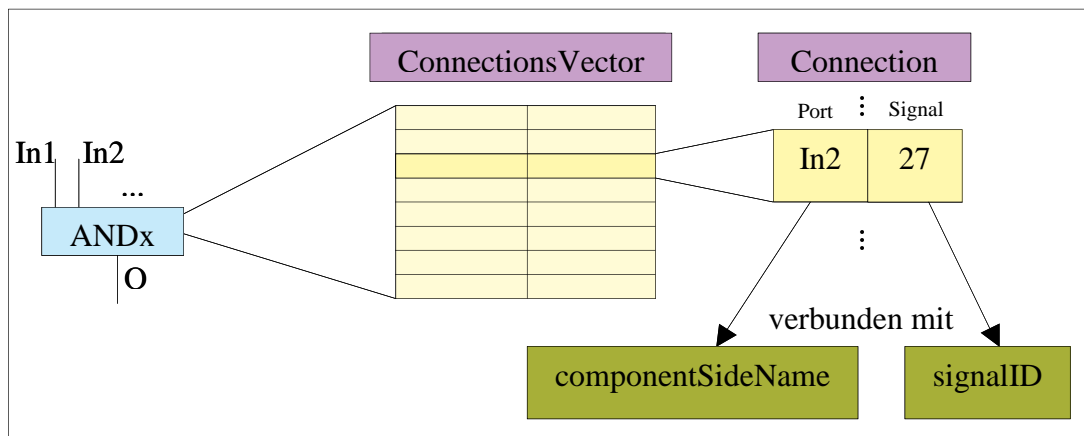 ConnectionsVector
Connection
Port
Signal
In1
In2
...
In2
27
ANDx
O
verbunden mit
componentSideName
signalID